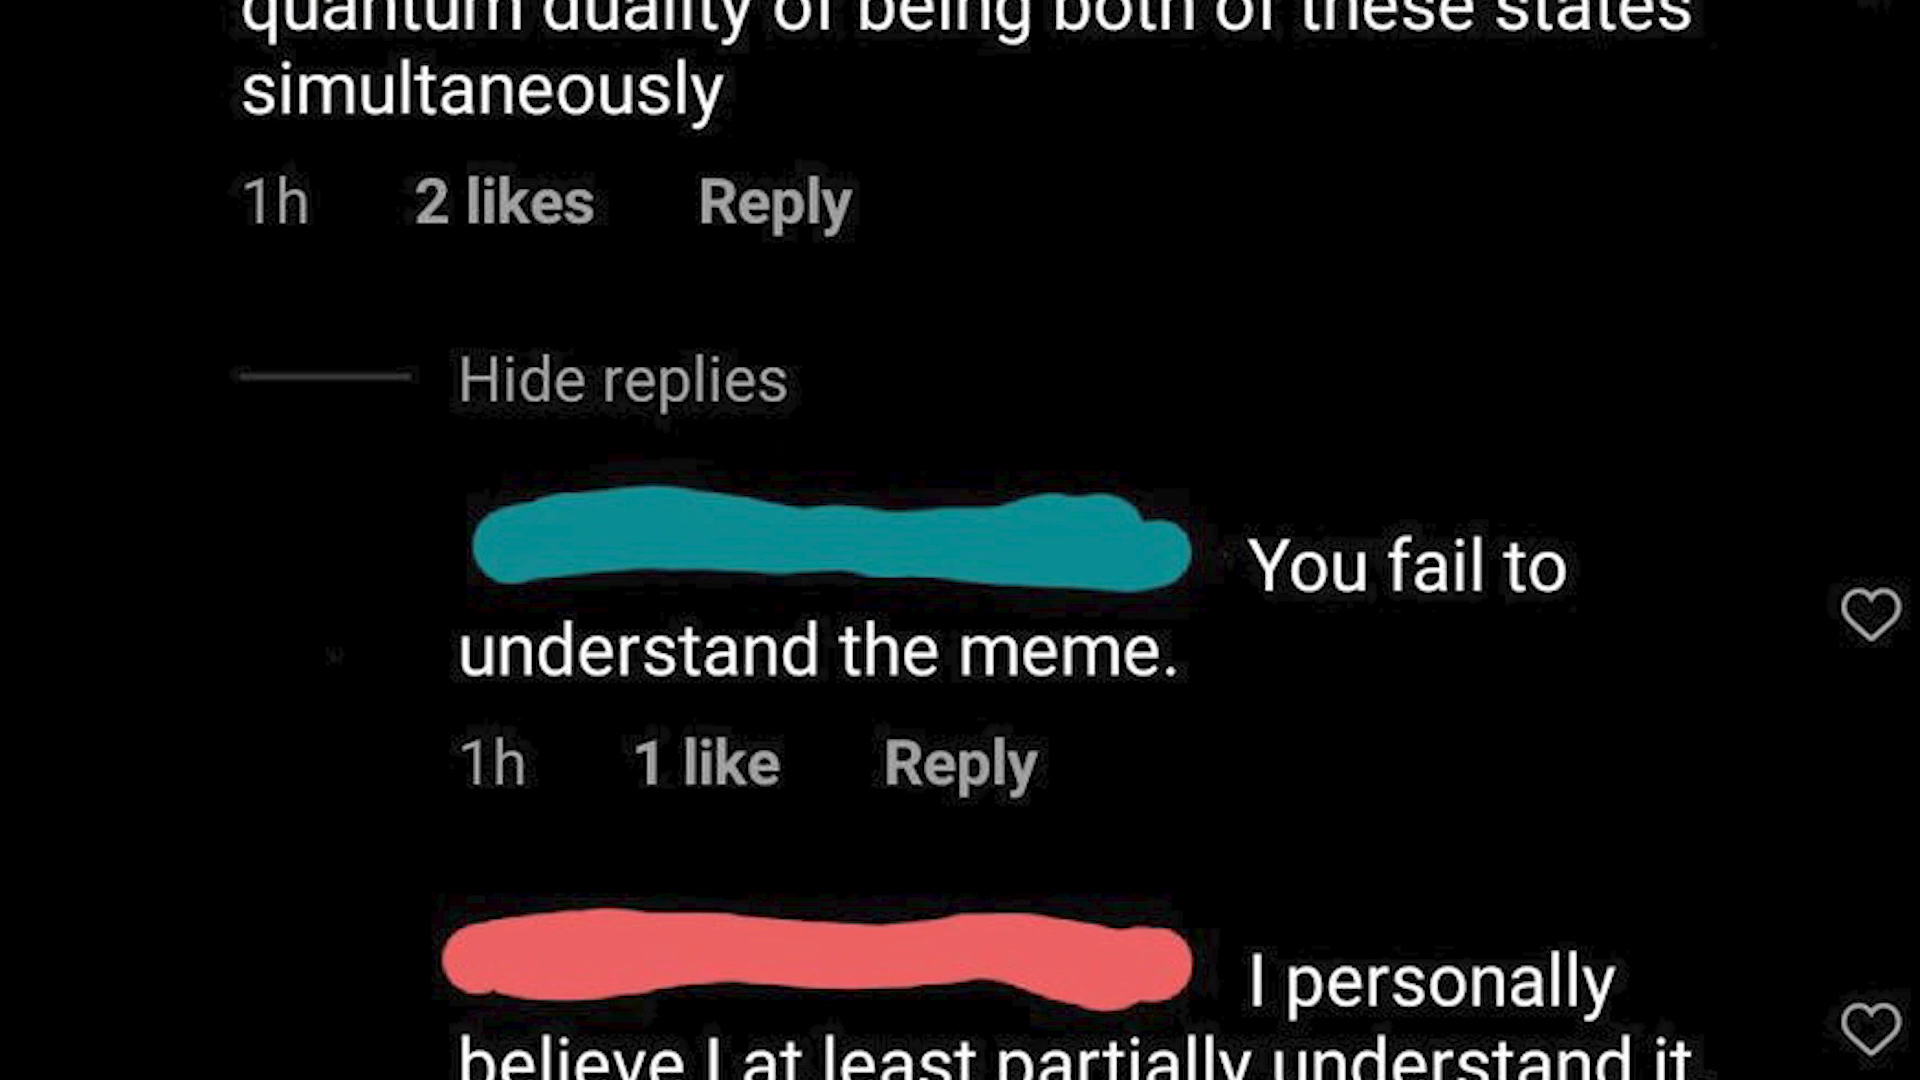 quantum duality of being both of these states
simultaneously
1h 2 likes Reply
Hide replies
You fail to
understand the meme.
1h 1 like Reply
I personally
believe I at least partially understand it